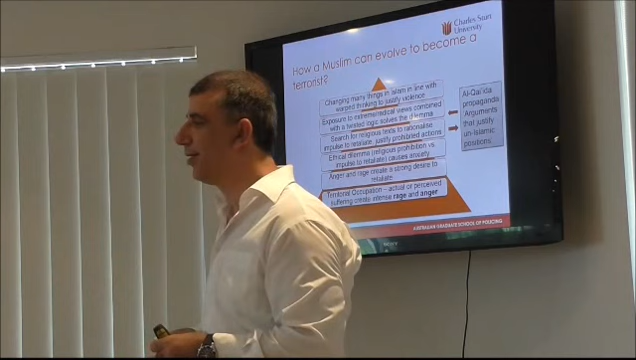 Charles Sturt
University
How a Muslim can evolve to become a
terrorist?
Changing many things in Islam in line with
warped thinking to justify violence
Exposure to extreme/radical views combined
with a twisted logic solves the dilemma
Search for religious texts to rationalise
impulse to retaliate, justify prohibited actions
Ethical dilemma (religious prohibition vs.
impulse to retaliate) causes anxiety
Anger and rage create a strong desire to
retaliate
Territorial Occupation – actual or perceived
suffering create intense rage and anger
Al-Qa'ida
propaganda
'Arguments
that justify
un-Islamic
positions'
AUSTRALIAN GRADUATE SCHOOL OF POLICING